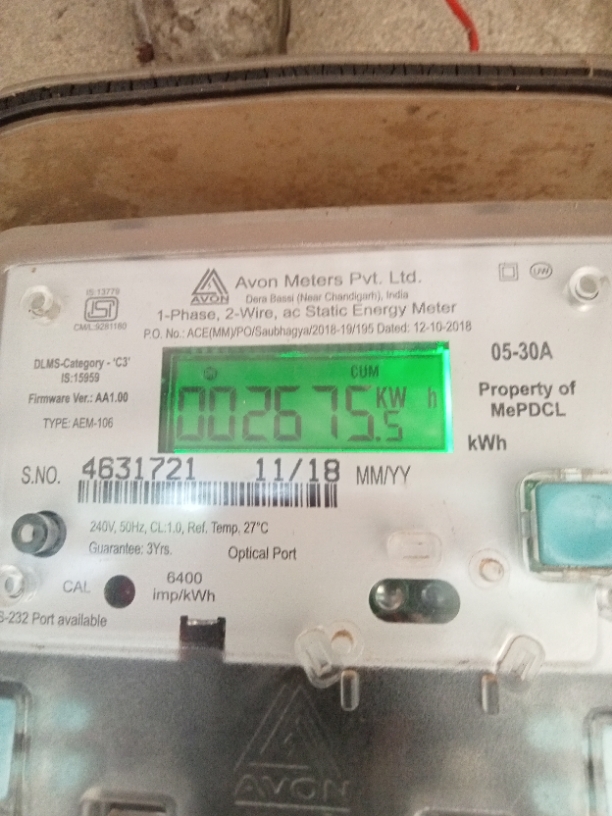 IS:13779
ISI
CM/L:9281180
AVON
Avon Meters Pvt. Ltd.
Dera Bassi (Near Chandigarh), India
1-Phase, 2-Wire, ac Static Energy Meter
P.O. No.: ACE(MM)/PO/Saubhagya/2018-19/195 Dated: 12-10-2018
DLMS-Category - 'C3'
IS:15959
Firmware Ver.: AA1.00
TYPE: AEM-106
CUM
002675.5 KW h
05-30A
Property of
MePDCL
kWh
S.NO. 4631721 11/18 MM/YY
240V, 50Hz, CL:1.0, Ref. Temp. 27°C
Guarantee: 3Yrs. Optical Port
CAL 6400
imp/kWh
S-232 Port available
AVON